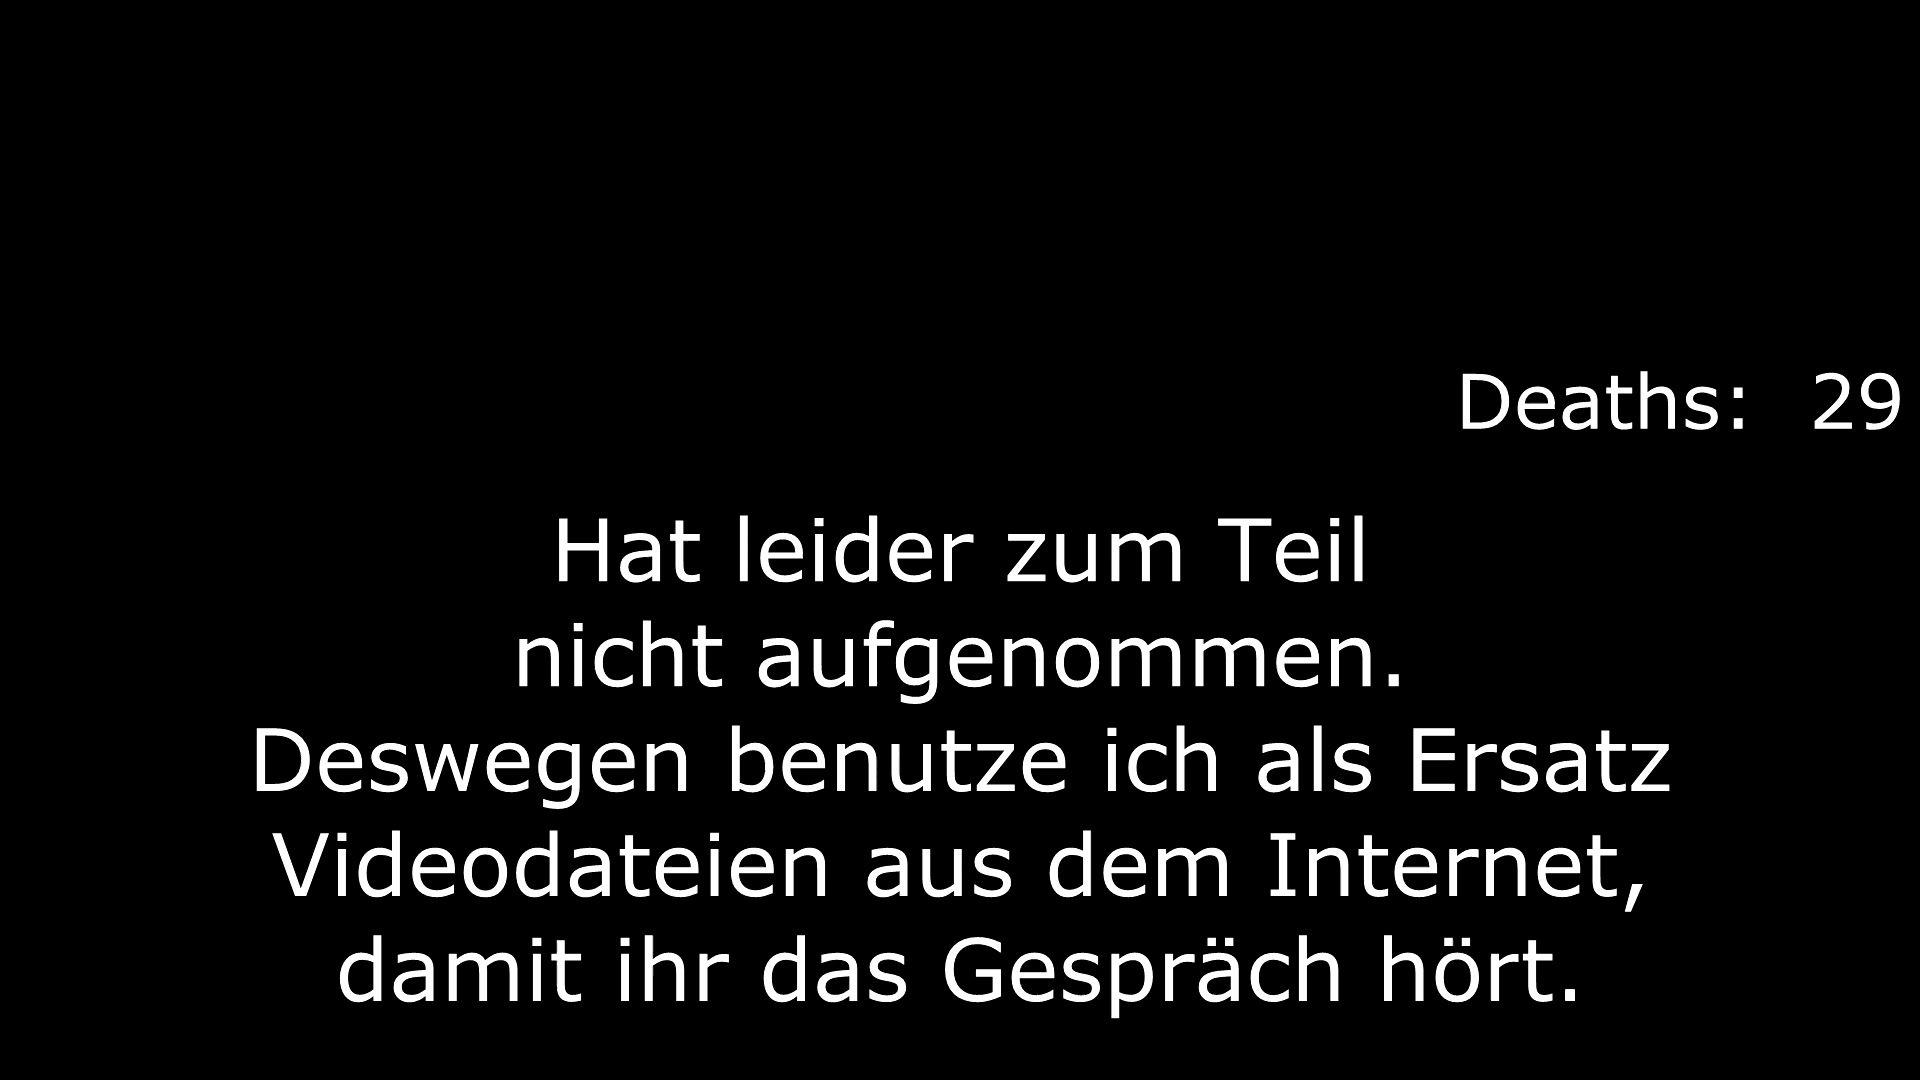 Deaths: 29
Hat leider zum Teil
nicht aufgenommen.
Deswegen benutze ich als Ersatz
Videodateien aus dem Internet,
damit ihr das Gespräch hört.